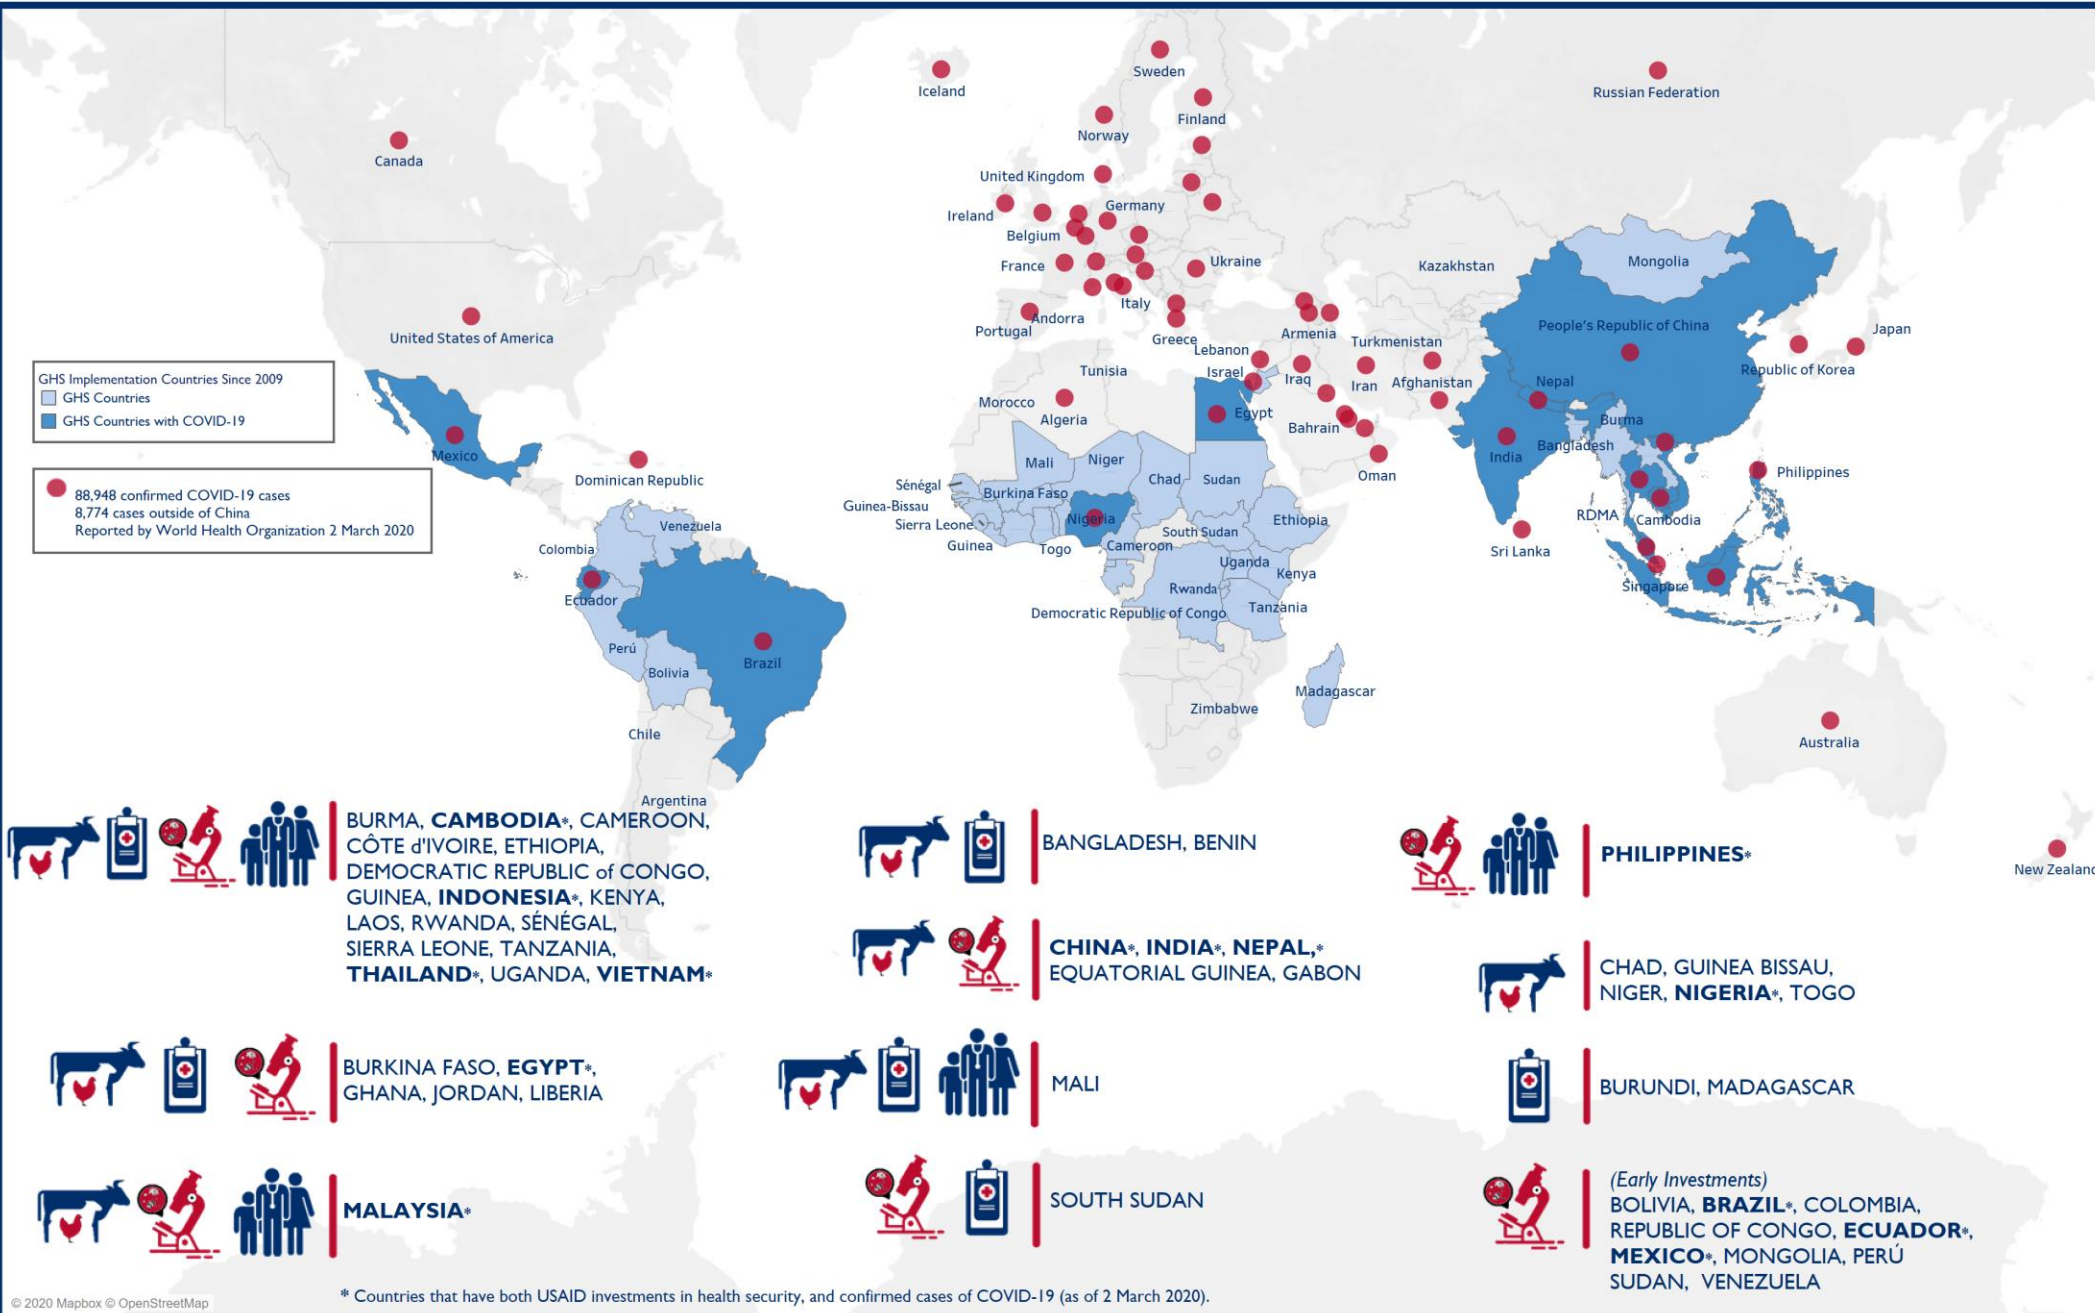 Iceland
Sweden
Russian Federation
Finland
Norway
Canada
United Kingdom
Germany
Ireland
Belgium
France
Ukraine
Kazakhstan
Mongolia
Italy
Andorra
Portugal
Greece
Armenia
Turkmenistan
People's Republic of China
Japan
United States of America
Lebanon
Israel
Iraq
Iran
Afghanistan
Nepal
Republic of Korea
Tunisia
Morocco
Algeria
Egypt
Bahrain
Burma
Bangladesh
India
GHS Implementation Countries Since 2009
GHS Countries
GHS Countries with COVID-19
Mexico
Dominican Republic
Mali
Niger
Chad
Sudan
Oman
Philippines
88,948 confirmed COVID-19 cases
8,774 cases outside of China
Reported by World Health Organization 2 March 2020
Sénégal
Burkina Faso
Guinea-Bissau
Sierra Leone
Nigeria
Ethiopia
RDMA
Cambodia
Venezuela
Colombia
Guinea
Togo
Cameroon
South Sudan
Sri Lanka
Uganda
Kenya
Ecuador
Rwanda
Singapore
Democratic Republic of Congo
Tanzania
Perú
Bolivia
Brazil
Madagascar
Zimbabwe
Chile
Australia
Argentina
New Zealand
BURMA, CAMBODIA*, CAMEROON,
CÔTE d'IVOIRE, ETHIOPIA,
DEMOCRATIC REPUBLIC of CONGO,
GUINEA, INDONESIA*, KENYA,
LAOS, RWANDA, SÉNÉGAL,
SIERRA LEONE, TANZANIA,
THAILAND*, UGANDA, VIETNAM*
BURKINA FASO, EGYPT*,
GHANA, JORDAN, LIBERIA
MALAYSIA*
BANGLADESH, BENIN
CHINA*, INDIA*, NEPAL,*
EQUATORIAL GUINEA, GABON
MALI
SOUTH SUDAN
PHILIPPINES*
CHAD, GUINEA BISSAU,
NIGER, NIGERIA*, TOGO
BURUNDI, MADAGASCAR
(Early Investments)
BOLIVIA, BRAZIL*, COLOMBIA,
REPUBLIC OF CONGO, ECUADOR*,
MEXICO*, MONGOLIA, PERÚ
SUDAN, VENEZUELA
* Countries that have both USAID investments in health security, and confirmed cases of COVID-19 (as of 2 March 2020).
© 2020 Mapbox © OpenStreetMap